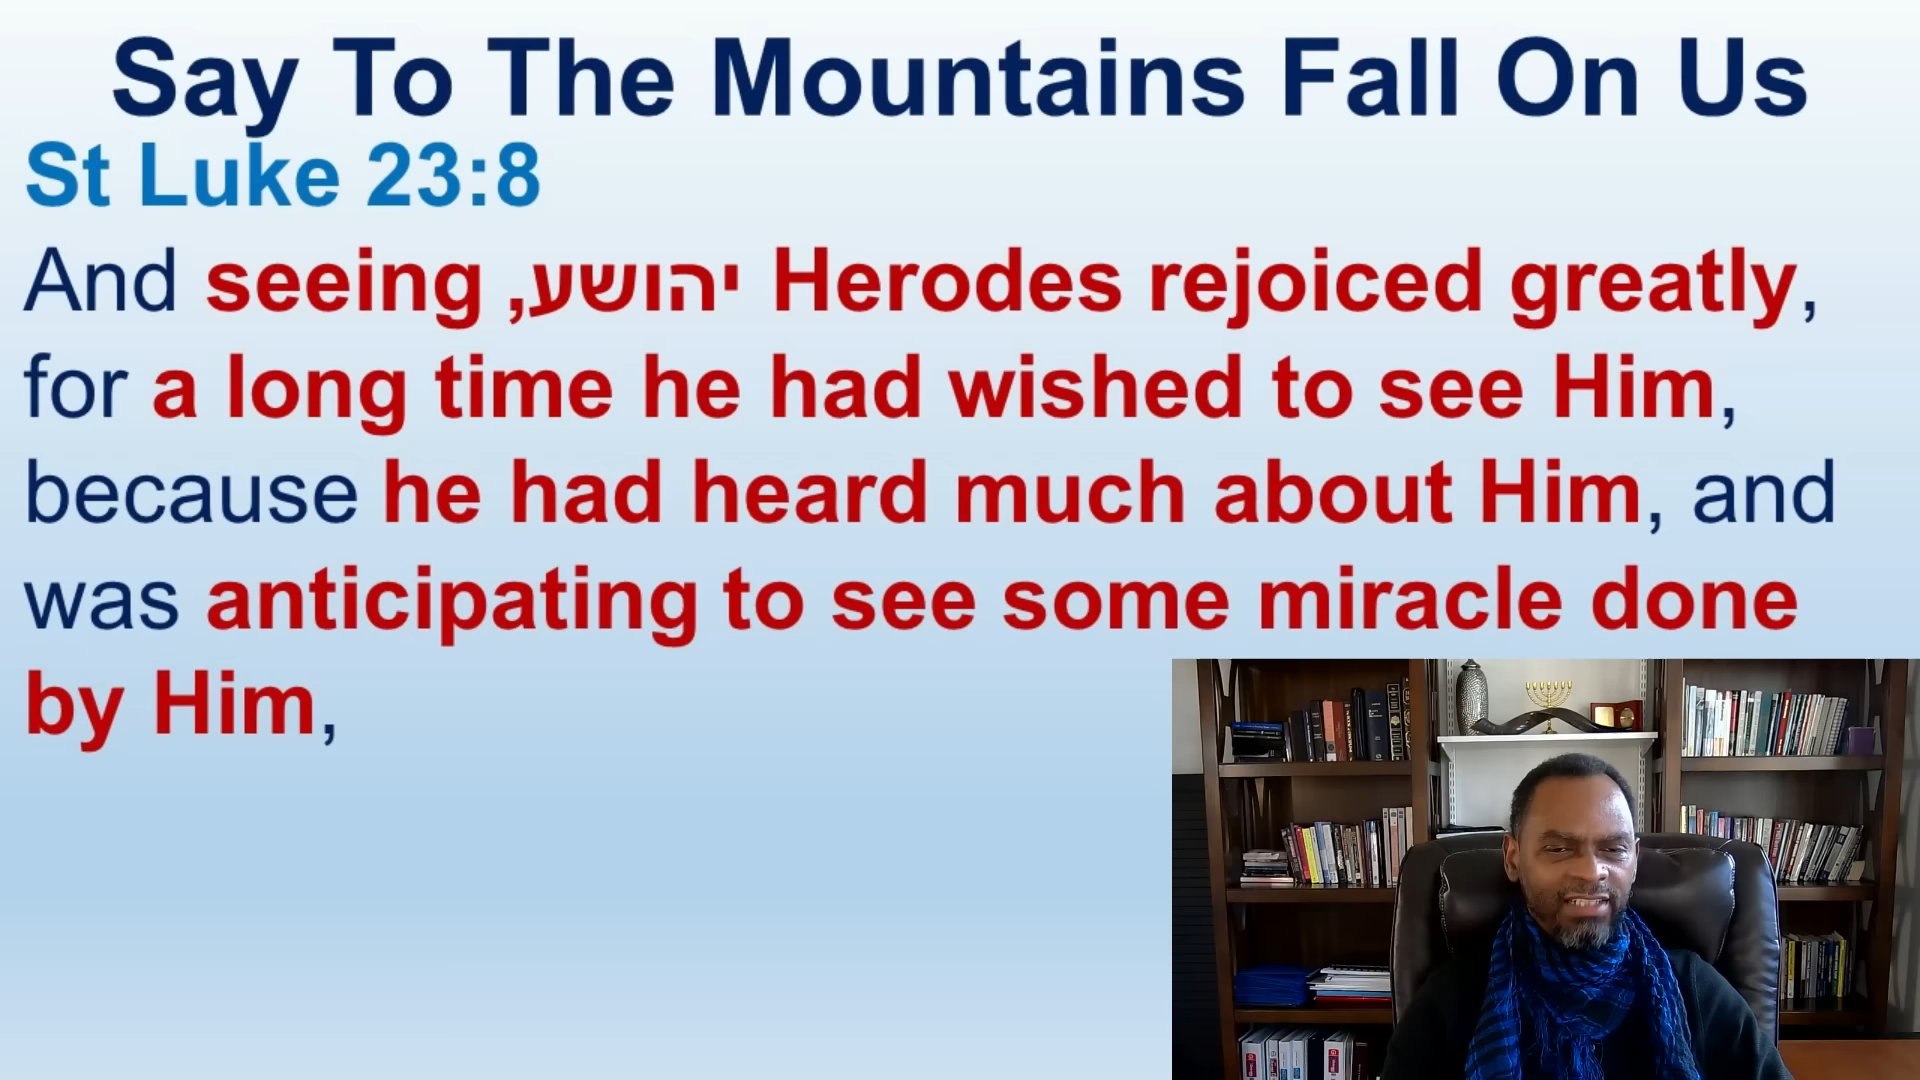 Say To The Mountains Fall On Us
St Luke 23:8
And seeing יהושע, Herodes rejoiced greatly,
for a long time he had wished to see Him,
because he had heard much about Him, and
was anticipating to see some miracle done
by Him,